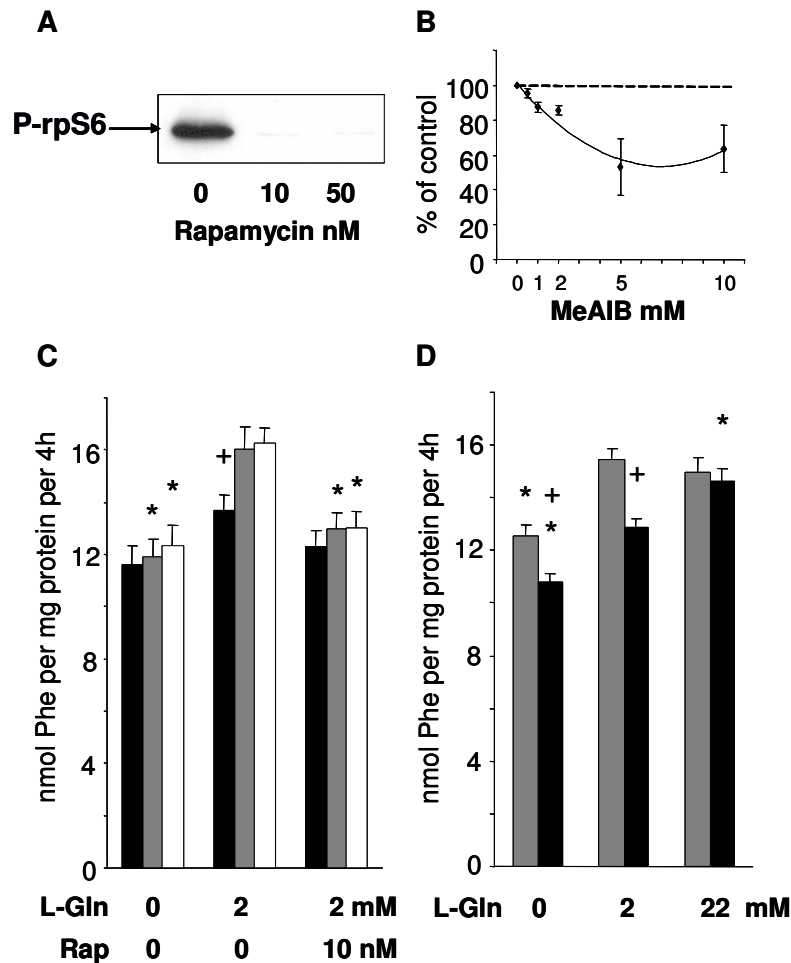 A
P-rpS6
0 10 50
Rapamycin nM
B
% of control
100
80
60
40
20
0
0 1 2 5 10
MeAIB mM
C
nmol Phe per mg protein per 4h
16
12
8
4
0
* * + * *
L-Gln 0 2 2 mM
Rap 0 0 10 nM
D
nmol Phe per mg protein per 4h
16
12
8
4
0
* + * + *
L-Gln 0 2 22 mM